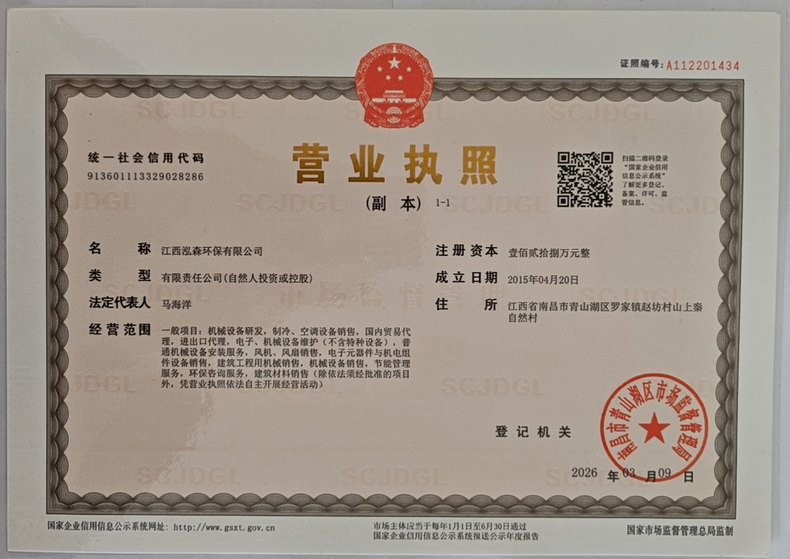 证照编号:A112201434
统一社会信用代码
913601113329028286
营业执照
(副 本) 1-1
扫描二维码登录
“国家企业信用
信息公示系统”
了解更多登记、
备案、许可、监
管信息。
名 称 江西泓森环保有限公司
类 型 有限责任公司(自然人投资或控股)
法定代表人 马海洋
经营范围 一般项目:机械设备研发,制冷、空调设备销售,国内贸易代
理,进出口代理,电子、机械设备维护(不含特种设备),普
通机械设备安装服务,风机、风扇销售,电子元器件与机电组
件设备销售,建筑工程用机械销售,机械设备销售,节能管理
服务,环保咨询服务,建筑材料销售(除依法须经批准的项目
外,凭营业执照依法自主开展经营活动)
注册资本 壹佰贰拾捌万元整
成立日期 2015年04月20日
住 所 江西省南昌市青山湖区罗家镇赵坊村山上秦
自然村
登记机关
南昌市青山湖区市场监督管理局
2026 年 03 月 09 日
国家企业信用信息公示系统网址: http://www.gsxt.gov.cn
市场主体应当于每年1月1日至6月30日通过
国家企业信用信息公示系统报送公示年度报告
国家市场监督管理总局监制
SCJDGL
SCJDGL
SCJDGL
SCJDGL
SCJDGL
市场监督管理
SCJDGL
SCJDGL
SCJDGL
SCJDGL
SCJDGL